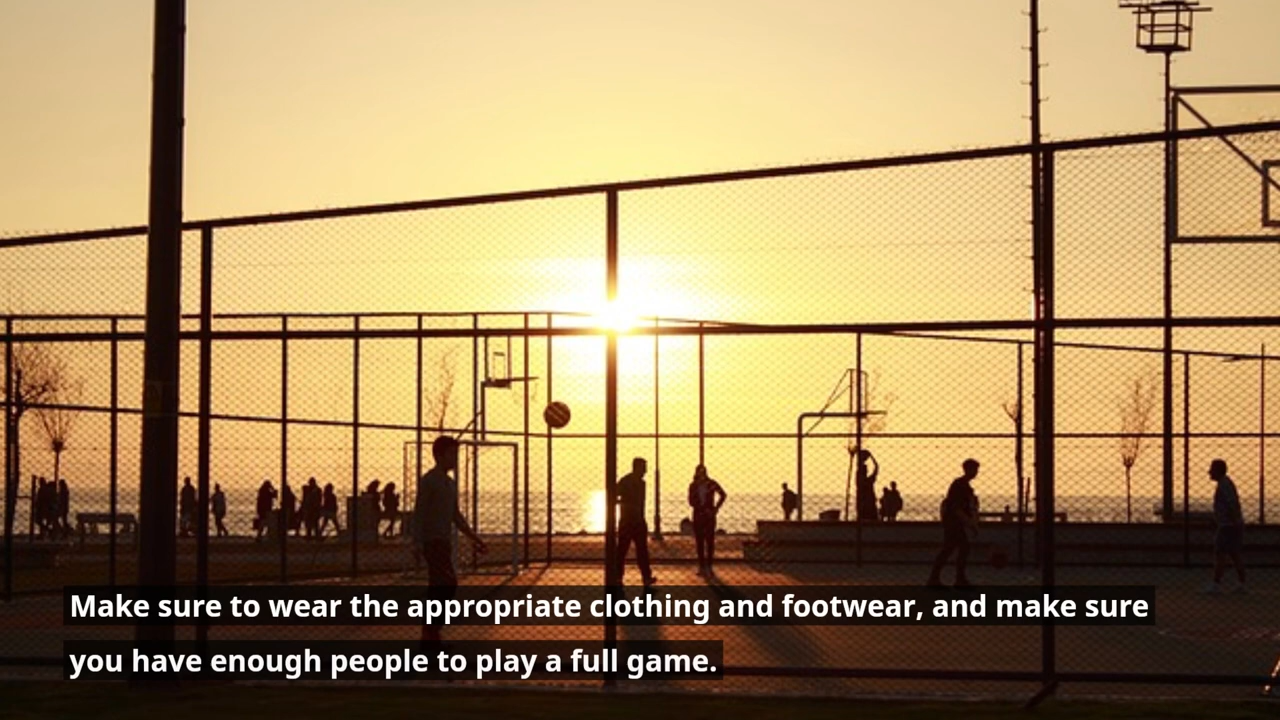 Make sure to wear the appropriate clothing and footwear, and make sure
you have enough people to play a full game.